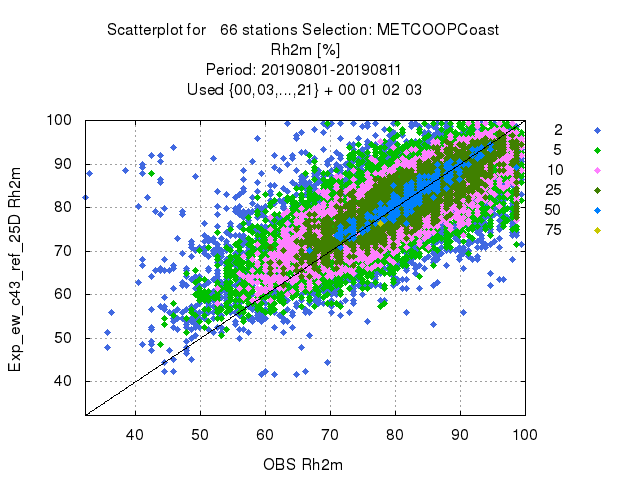 Scatterplot for 66 stations Selection: METCOOPCoast
Rh2m [%]
Period: 20190801-20190811
Used {00,03,...,21} + 00 01 02 03
100
90
80
70
60
50
40
Exp_ew_c43_ref_25D Rh2m
40 50 60 70 80 90 100
OBS Rh2m
2
5
10
25
50
75